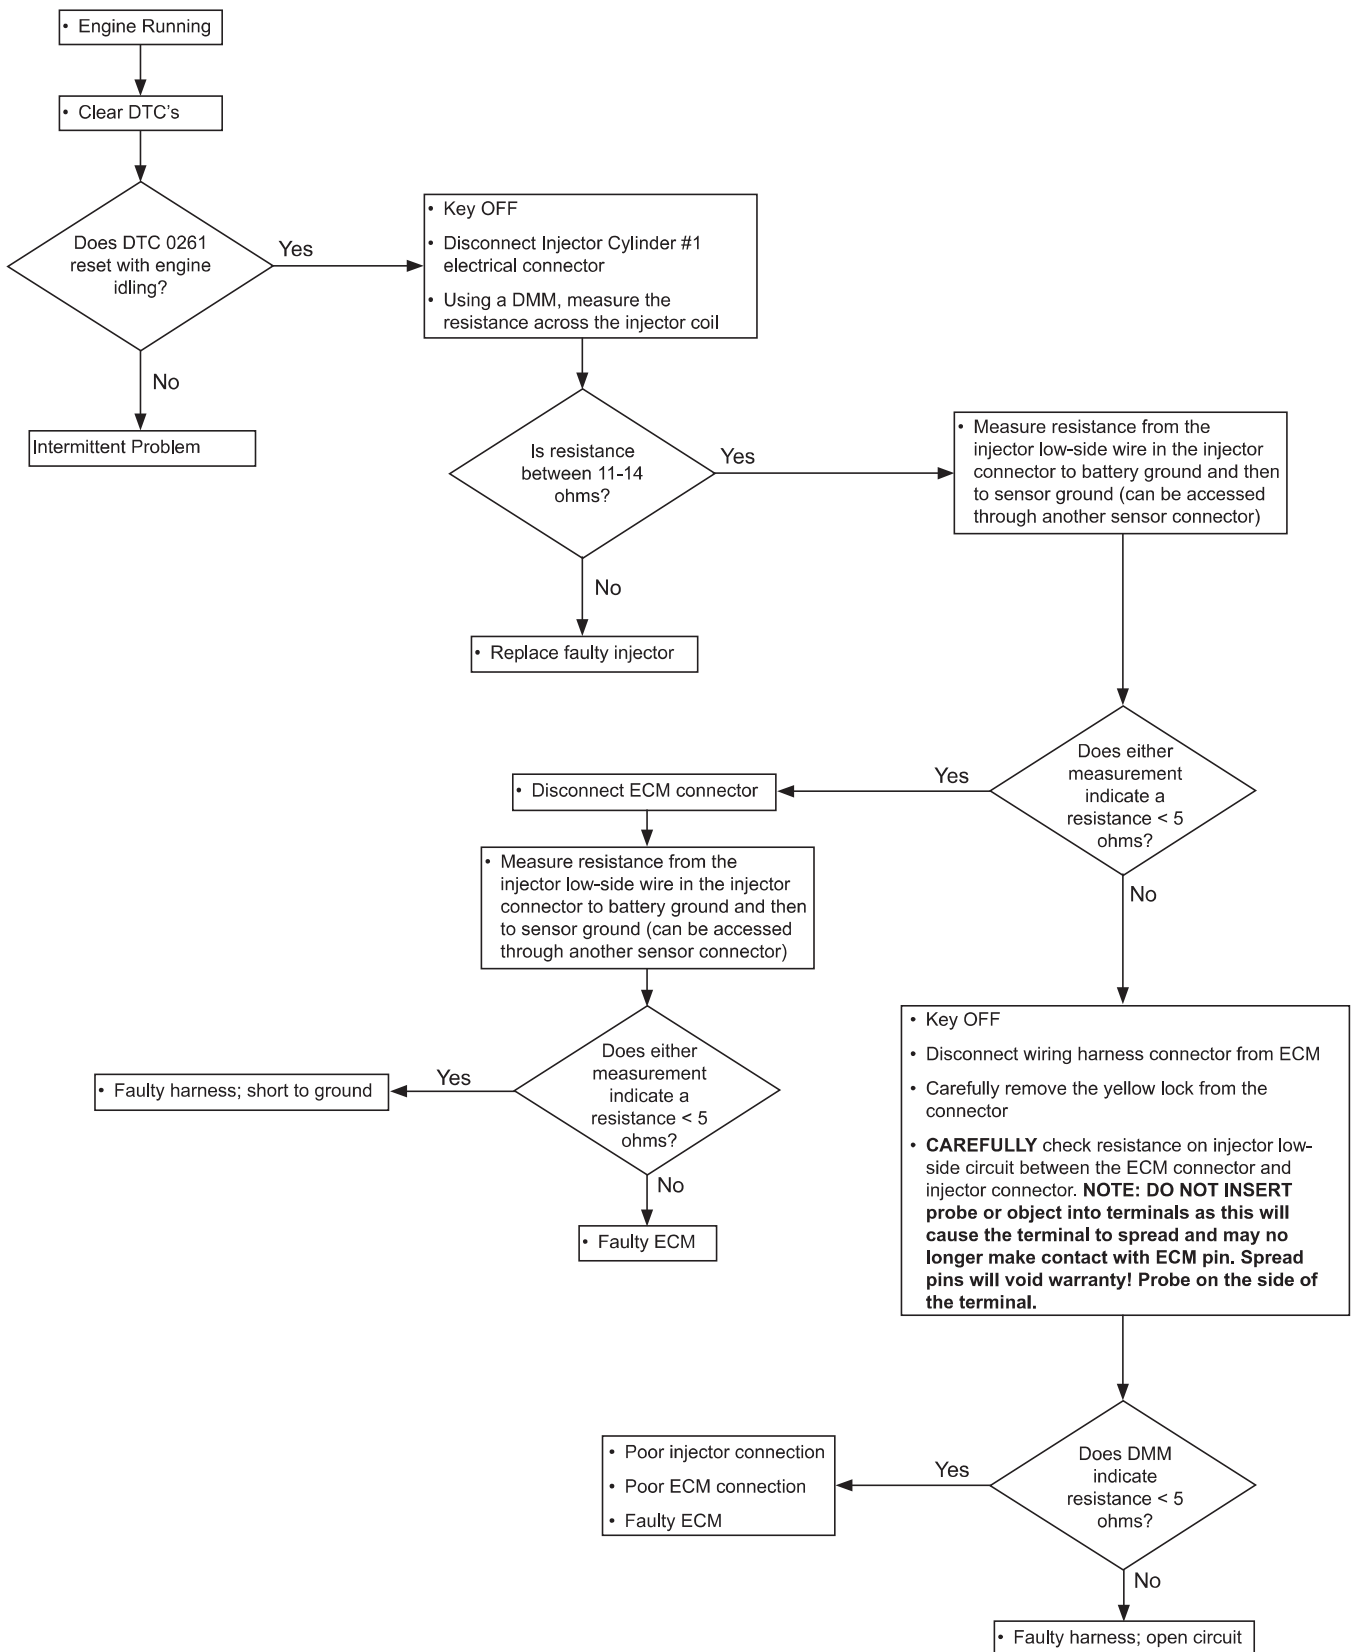 • Engine Running
• Clear DTC's
Does DTC 0261
reset with engine
idling?
Yes
No
Intermittent Problem
• Key OFF
• Disconnect Injector Cylinder #1
electrical connector
• Using a DMM, measure the
resistance across the injector coil
Is resistance
between 11-14
ohms?
Yes
No
• Replace faulty injector
• Measure resistance from the
injector low-side wire in the injector
connector to battery ground and then
to sensor ground (can be accessed
through another sensor connector)
Does either
measurement
indicate a
resistance < 5
ohms?
Yes
No
• Disconnect ECM connector
• Measure resistance from the
injector low-side wire in the injector
connector to battery ground and then
to sensor ground (can be accessed
through another sensor connector)
Does either
measurement
indicate a
resistance < 5
ohms?
Yes
• Faulty harness; short to ground
No
• Faulty ECM
• Key OFF
• Disconnect wiring harness connector from ECM
• Carefully remove the yellow lock from the
connector
• CAREFULLY check resistance on injector low-
side circuit between the ECM connector and
injector connector. NOTE: DO NOT INSERT
probe or object into terminals as this will
cause the terminal to spread and may no
longer make contact with ECM pin. Spread
pins will void warranty! Probe on the side of
the terminal.
Does DMM
indicate
resistance < 5
ohms?
Yes
• Poor injector connection
• Poor ECM connection
• Faulty ECM
No
• Faulty harness; open circuit